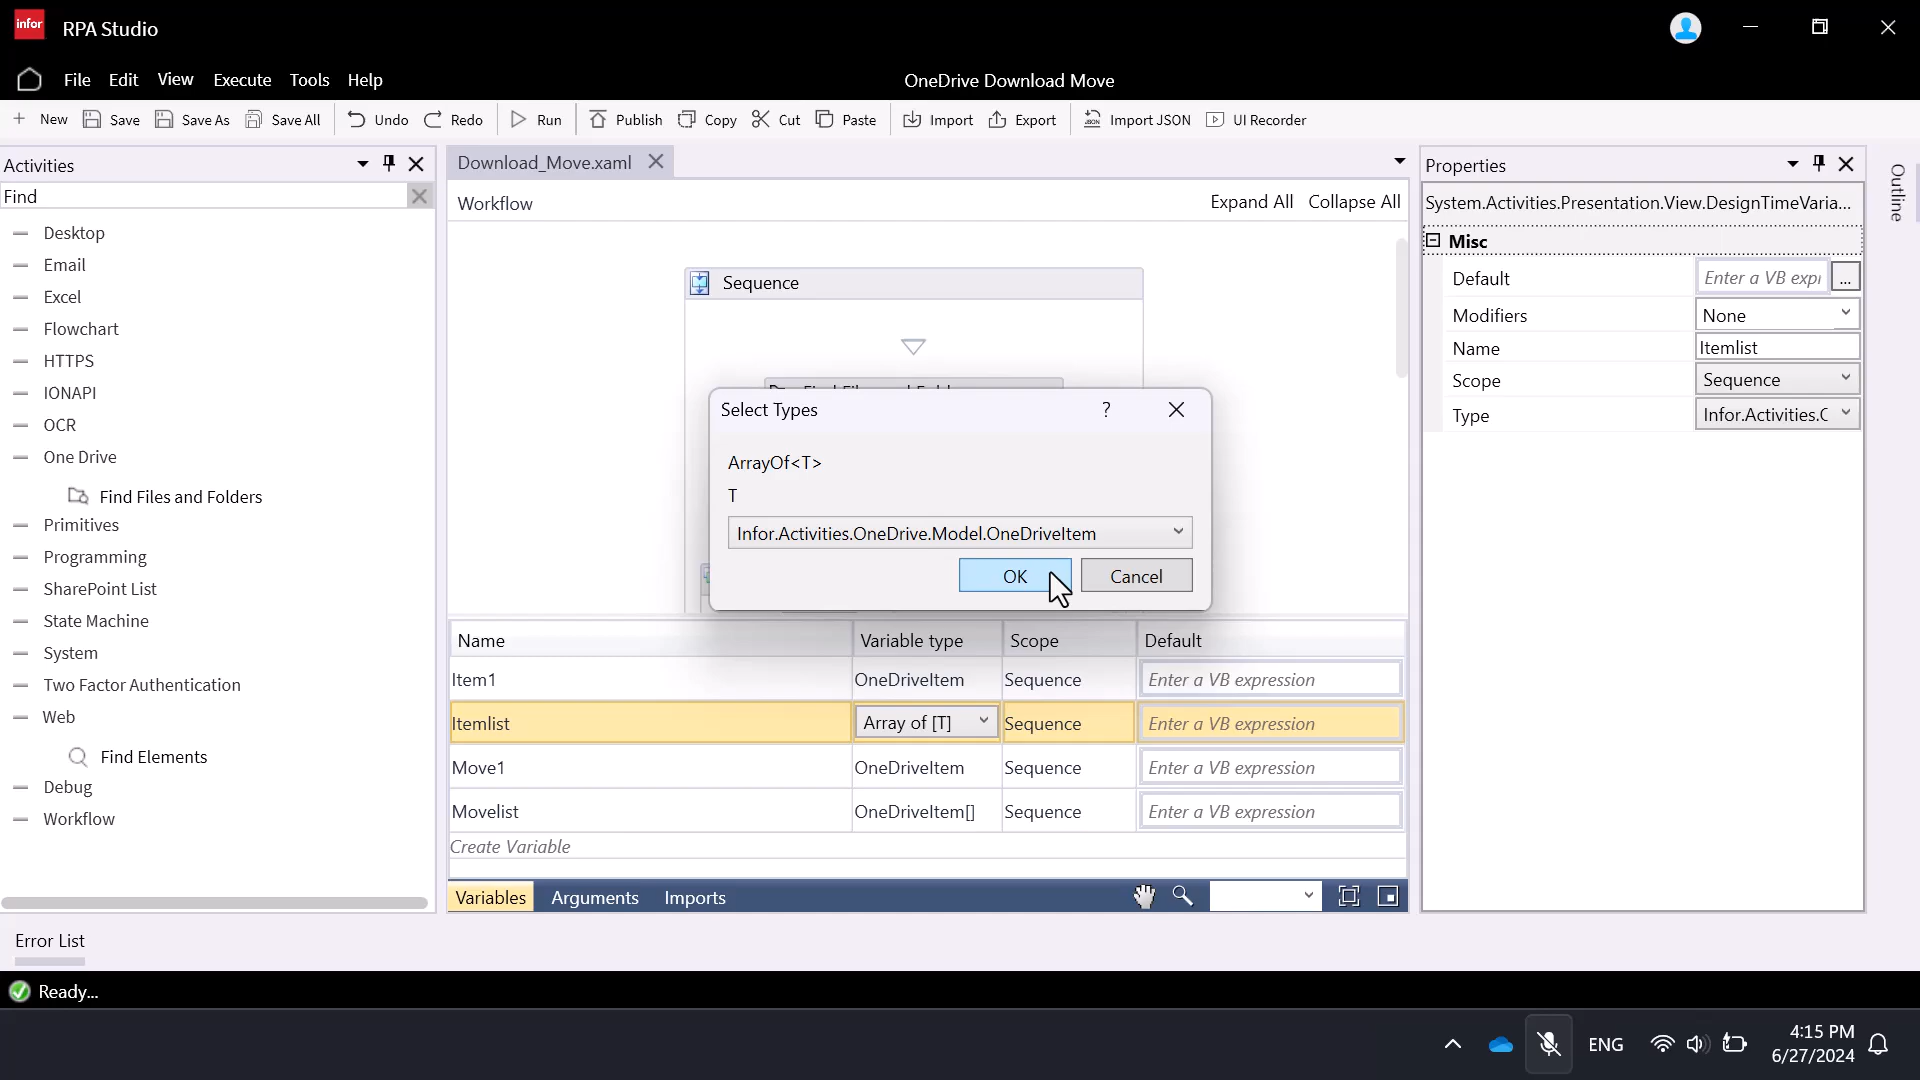 infor
RPA Studio
File Edit View Execute Tools Help
OneDrive Download Move
New Save Save As Save All Undo Redo Run Publish Copy Cut Paste Import Export JSON Import JSON UI Recorder
Activities
Find
Desktop
Email
Excel
Flowchart
HTTPS
IONAPI
OCR
One Drive
Find Files and Folders
Primitives
Programming
SharePoint List
State Machine
System
Two Factor Authentication
Web
Find Elements
Debug
Workflow
Download_Move.xaml
Workflow
Expand All Collapse All
Sequence
Select Types ?
ArrayOf<T>
T
Infor.Activities.OneDrive.Model.OneDriveItem
OK Cancel
Name Variable type Scope Default
Item1 OneDriveItem Sequence Enter a VB expression
Itemlist Array of [T] Sequence Enter a VB expression
Move1 OneDriveItem Sequence Enter a VB expression
Movelist OneDriveItem[] Sequence Enter a VB expression
Create Variable
Variables Arguments Imports
Properties
System.Activities.Presentation.View.DesignTimeVaria...
Misc
Default Enter a VB expr ...
Modifiers None
Name Itemlist
Scope Sequence
Type Infor.Activities.C
Outline
Error List
Ready...
ENG
4:15 PM
6/27/2024